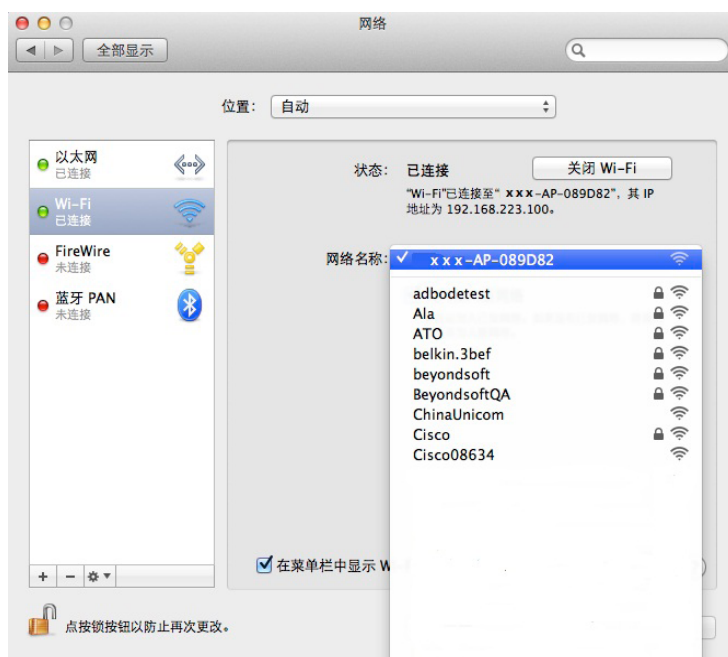 网络
全部显示
位置： 自动
以太网
已连接
Wi-Fi
已连接
FireWire
未连接
蓝牙 PAN
未连接
状态： 已连接 关闭 Wi-Fi
“Wi-Fi”已连接至“ xxx-AP-089D82”，其 IP
地址为 192.168.223.100。
网络名称： ✓ xxx-AP-089D82
adbodetest
Ala
ATO
belkin.3bef
beyondsoft
BeyondsoftQA
ChinaUnicom
Cisco
Cisco08634
在菜单栏中显示 W
点按锁按钮以防止再次更改。